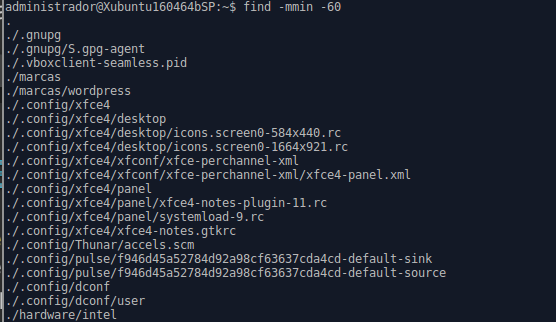 administrador@Xubuntu160464bSP:~$ find -mmin -60
.
./.gnupg
./.gnupg/S.gpg-agent
./.vboxclient-seamless.pid
./marcas
./marcas/wordpress
./.config/xfce4
./.config/xfce4/desktop
./.config/xfce4/desktop/icons.screen0-584x440.rc
./.config/xfce4/desktop/icons.screen0-1664x921.rc
./.config/xfce4/xfconf/xfce-perchannel-xml
./.config/xfce4/xfconf/xfce-perchannel-xml/xfce4-panel.xml
./.config/xfce4/panel
./.config/xfce4/panel/xfce4-notes-plugin-11.rc
./.config/xfce4/panel/systemload-9.rc
./.config/xfce4/xfce4-notes.gtkrc
./.config/Thunar/accels.scm
./.config/pulse/f946d45a52784d92a98cf63637cda4cd-default-sink
./.config/pulse/f946d45a52784d92a98cf63637cda4cd-default-source
./.config/dconf
./.config/dconf/user
./hardware/intel